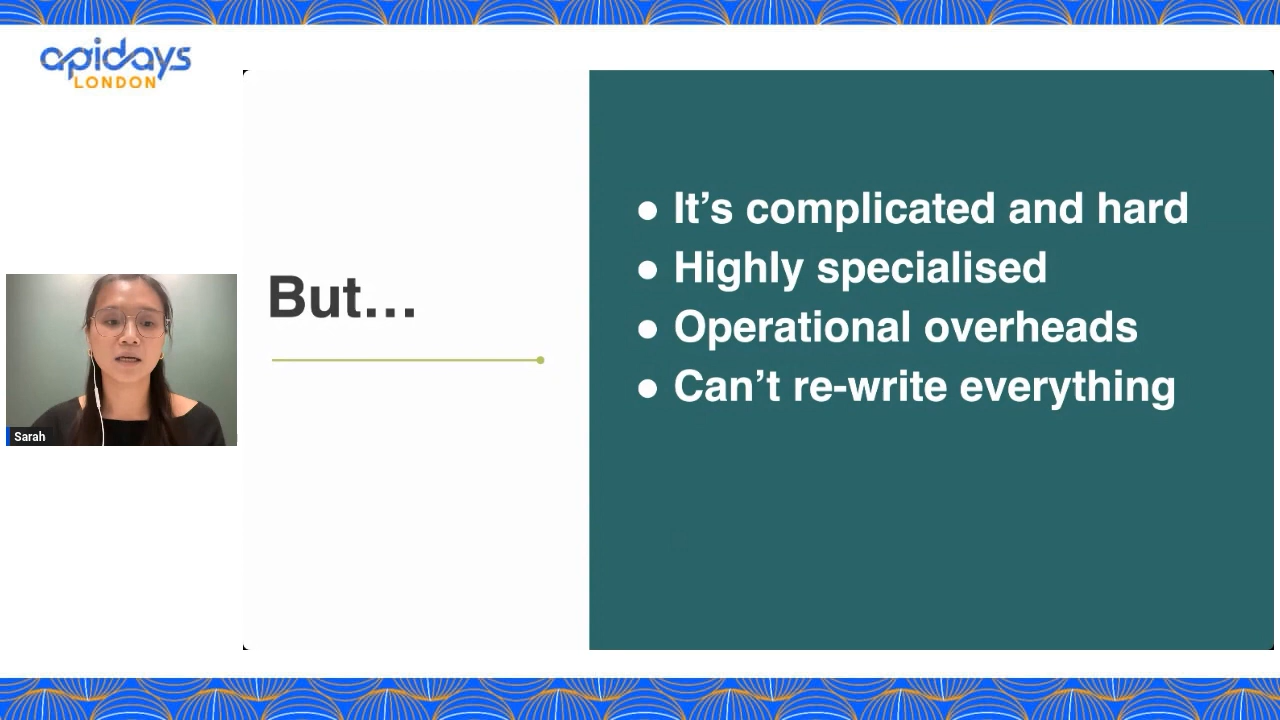 apidays
LONDON
But…
● It’s complicated and hard
● Highly specialised
● Operational overheads
● Can’t re-write everything
Sarah